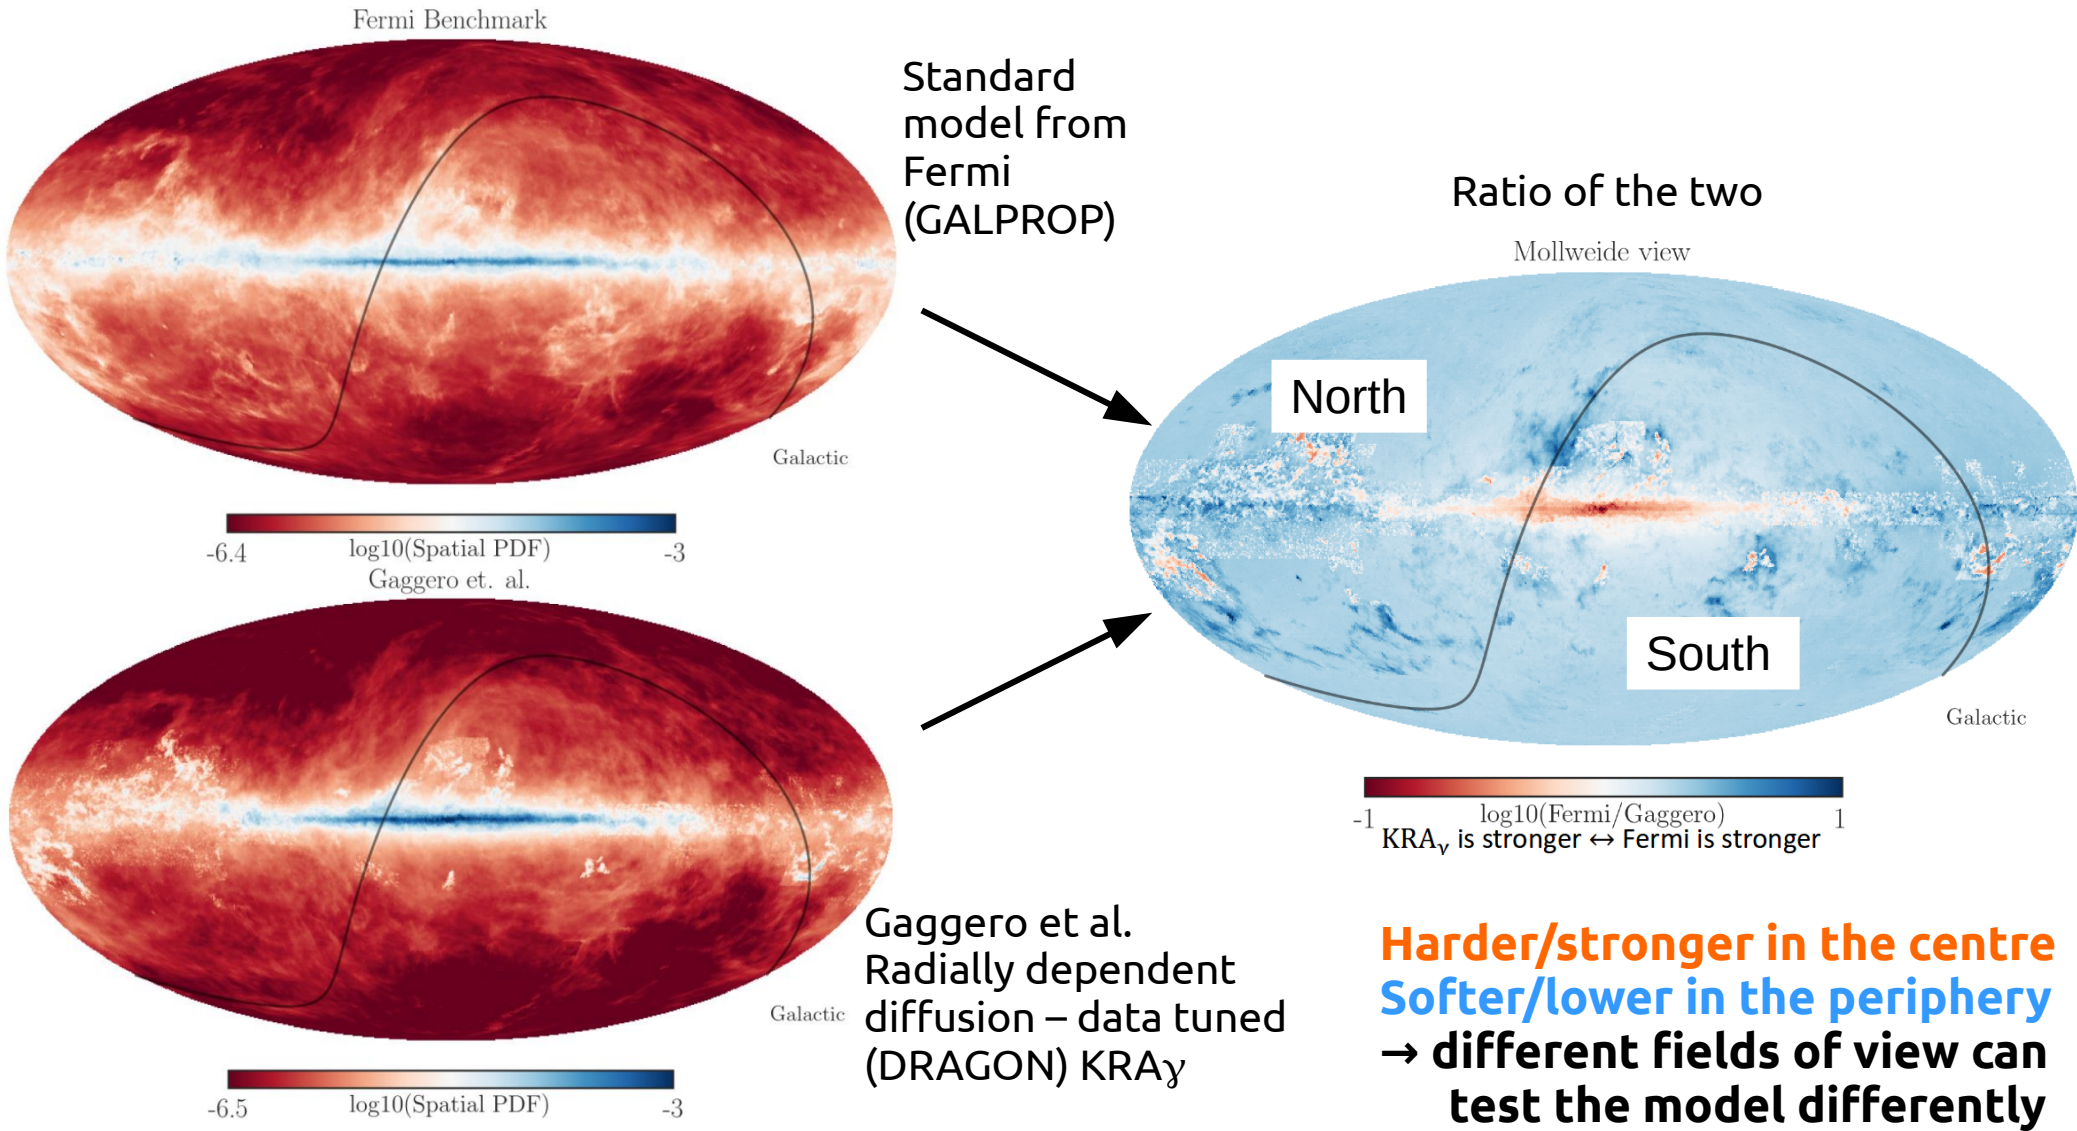 Fermi Benchmark
Galactic
-6.4
log10(Spatial PDF)
-3
Standard
model from
Fermi
(GALPROP)
Gaggero et. al.
Galactic
-6.5
log10(Spatial PDF)
-3
Gaggero et al.
Radially dependent
diffusion – data tuned
(DRAGON) KRAγ
Ratio of the two
Mollweide view
North
South
Galactic
-1
log10(Fermi/Gaggero)
1
KRAγ is stronger ↔ Fermi is stronger
Harder/stronger in the centre
Softer/lower in the periphery
→ different fields of view can
test the model differently